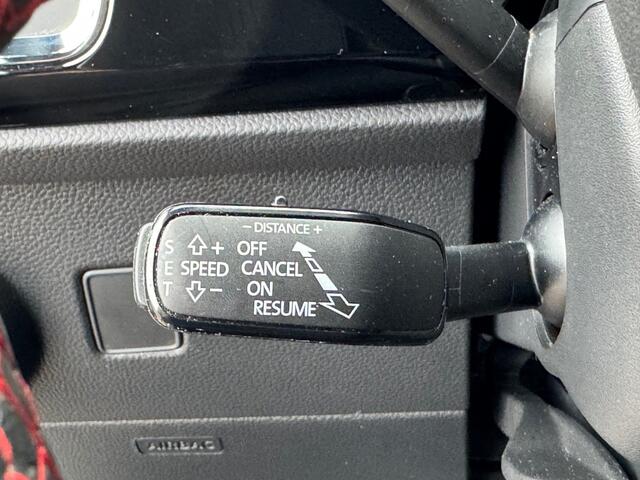 - DISTANCE +
S + OFF
E SPEED CANCEL
T - ON
RESUME
AIRBAG